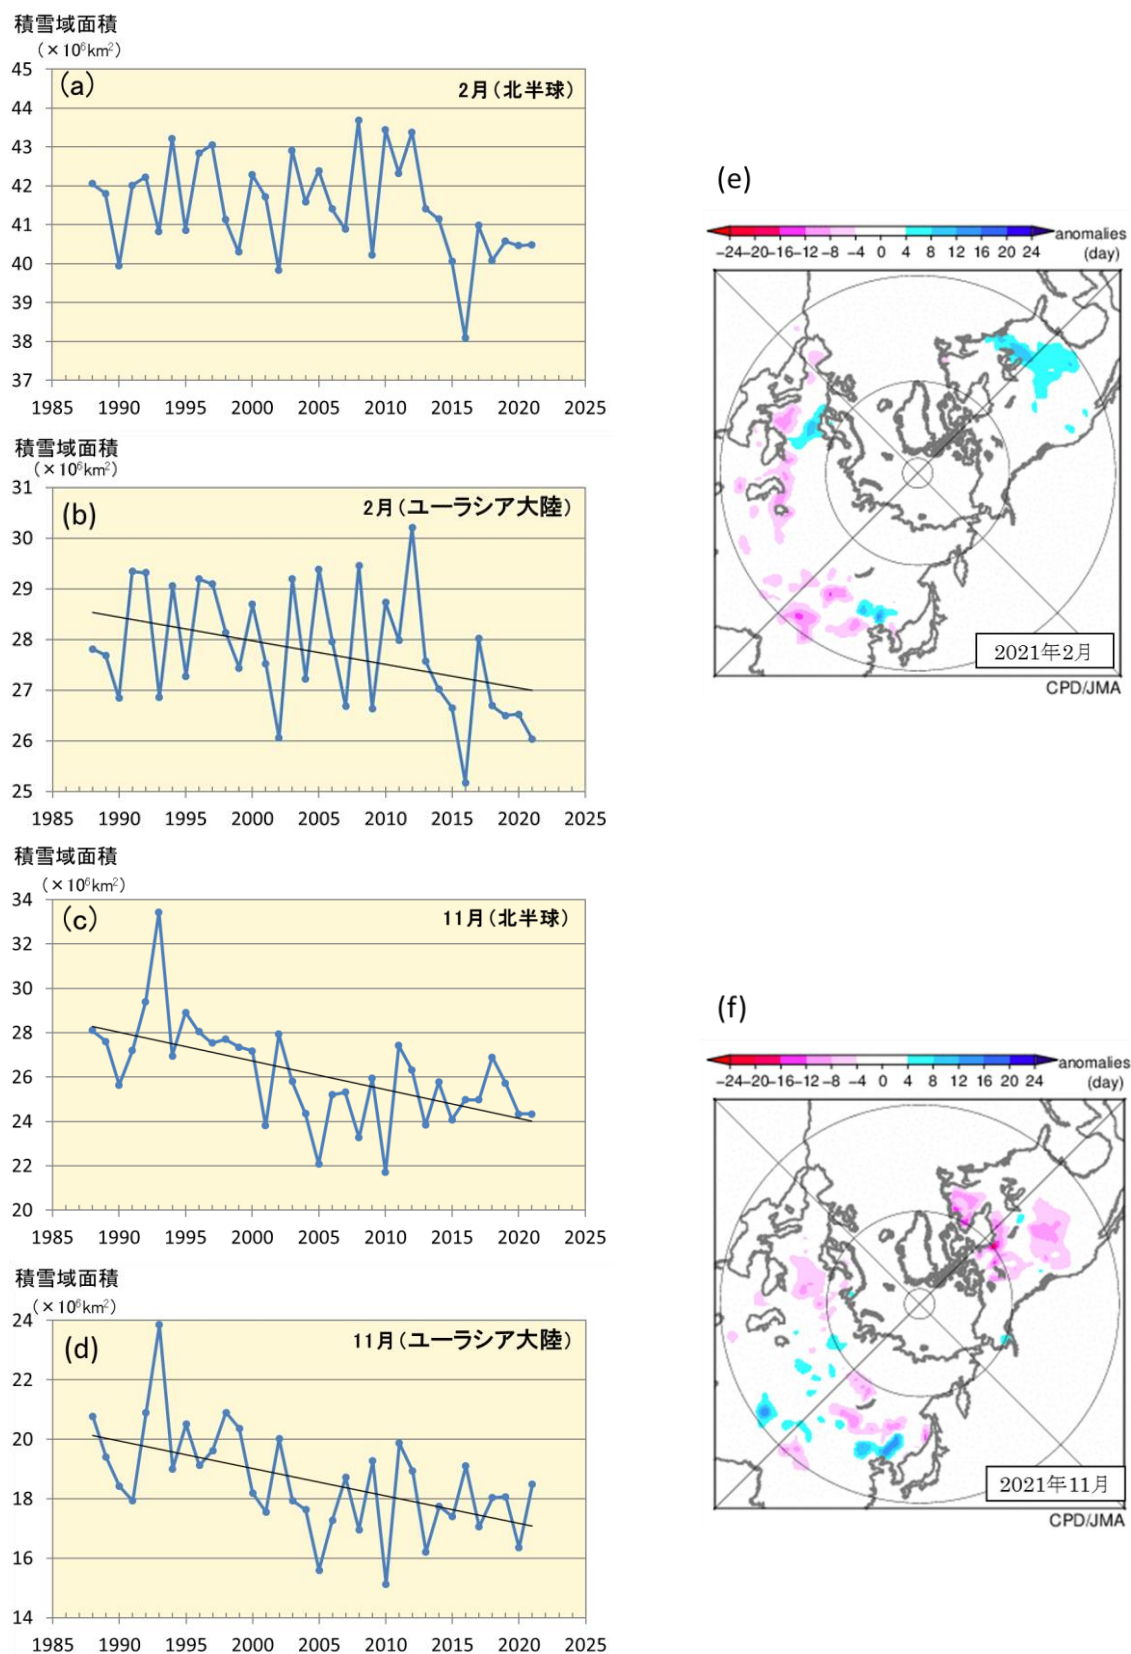 積雪域面積
(×10⁶km²)
45
44
43
42
41
40
39
38
37
(a)
2月(北半球)
1985 1990 1995 2000 2005 2010 2015 2020 2025
積雪域面積
(×10⁶km²)
31
30
29
28
27
26
25
(b)
2月(ユーラシア大陸)
1985 1990 1995 2000 2005 2010 2015 2020 2025
積雪域面積
(×10⁶km²)
34
32
30
28
26
24
22
20
(c)
11月(北半球)
1985 1990 1995 2000 2005 2010 2015 2020 2025
積雪域面積
(×10⁶km²)
24
22
20
18
16
14
(d)
11月(ユーラシア大陸)
1985 1990 1995 2000 2005 2010 2015 2020 2025
(e)
anomalies
−24−20−16−12−8 −4 0 4 8 12 16 20 24 (day)
2021年2月
CPD/JMA
(f)
anomalies
−24−20−16−12−8 −4 0 4 8 12 16 20 24 (day)
2021年11月
CPD/JMA